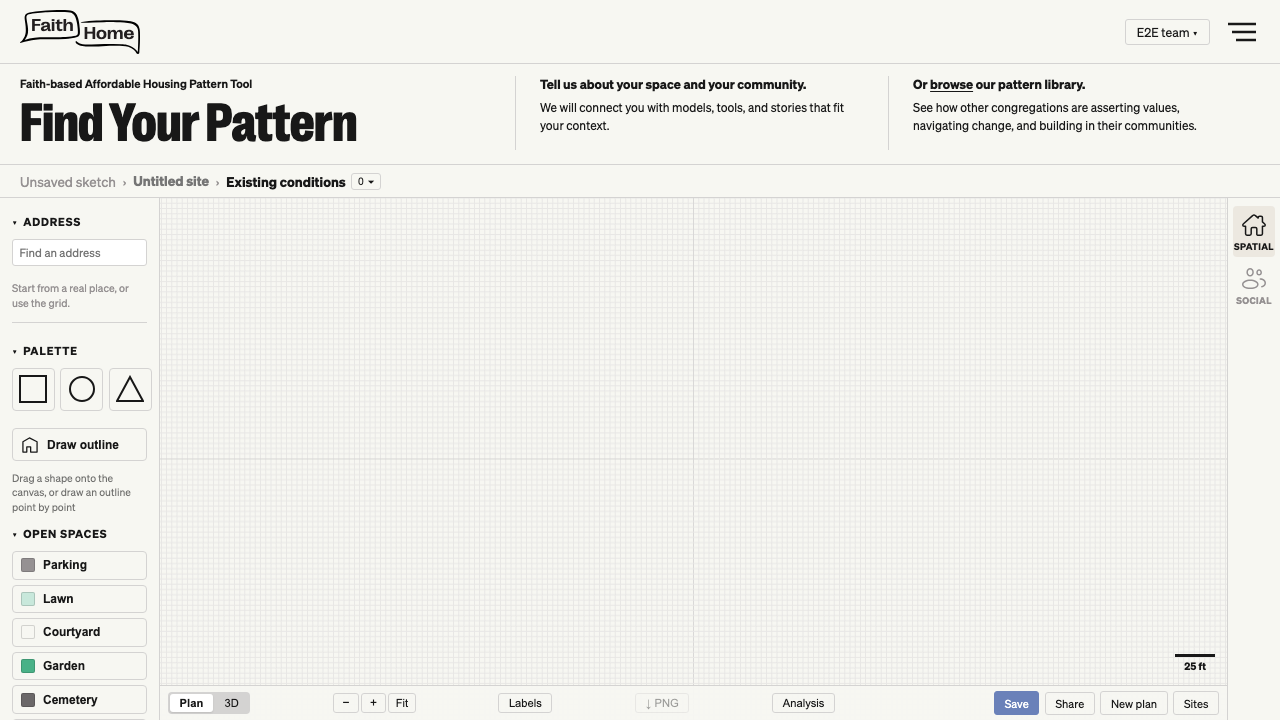 Faith Home
E2E team
Faith-based Affordable Housing Pattern Tool
Find Your Pattern
Tell us about your space and your community.
We will connect you with models, tools, and stories that fit
your context.
Or browse our pattern library.
See how other congregations are asserting values,
navigating change, and building in their communities.
Unsaved sketch › Untitled site › Existing conditions 0
ADDRESS
Find an address
Start from a real place, or
use the grid.
PALETTE
Draw outline
Drag a shape onto the
canvas, or draw an outline
point by point
OPEN SPACES
Parking
Lawn
Courtyard
Garden
Cemetery
SPATIAL
SOCIAL
25 ft
Plan 3D − + Fit Labels ↓ PNG Analysis Save Share New plan Sites